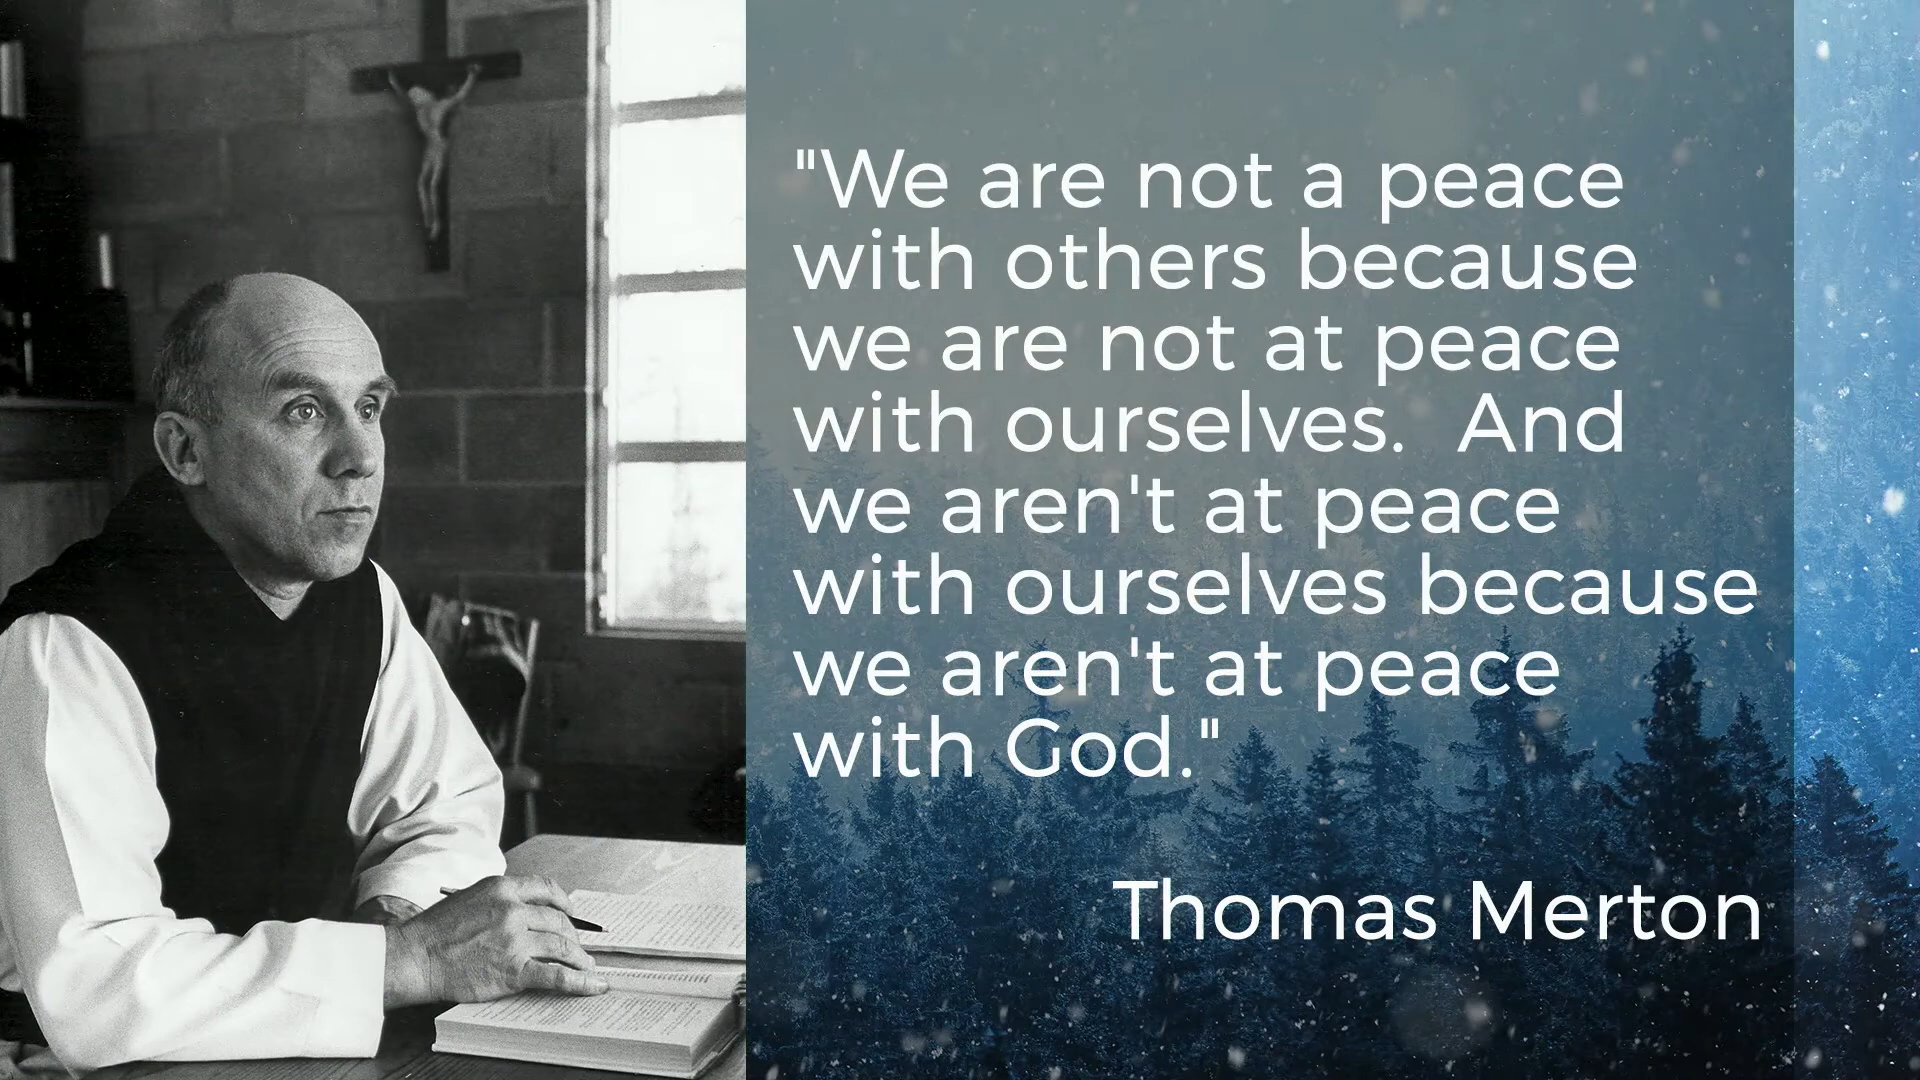 "We are not a peace
with others because
we are not at peace
with ourselves.  And
we aren't at peace
with ourselves because
we aren't at peace
with God."
Thomas Merton